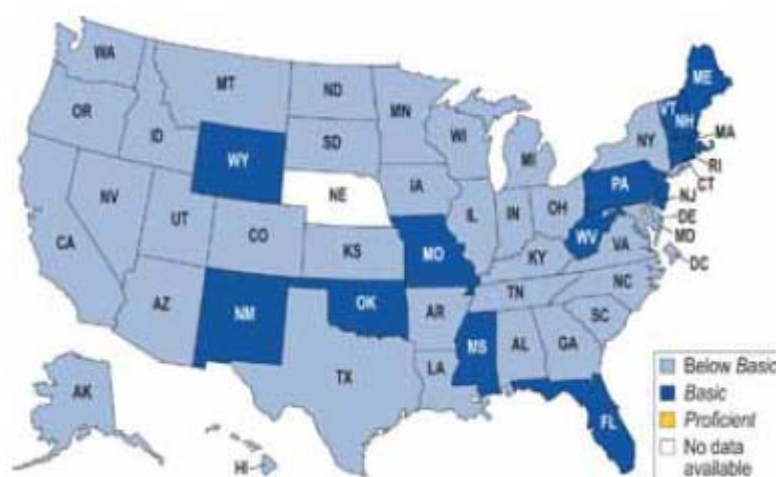 WA
MT
ND
MN
ME
VT
NH
OR
ID
SD
WI
NY
MA
MI
RI
WY
CT
PA
NJ
IA
NE
NV
UT
IL
IN
OH
DE
MD
CO
WV
VA
CA
KS
MO
KY
DC
NC
TN
AZ
NM
OK
AR
SC
MS
AL
GA
TX
LA
FL
AK
HI
Below Basic
Basic
Proficient
No data
available